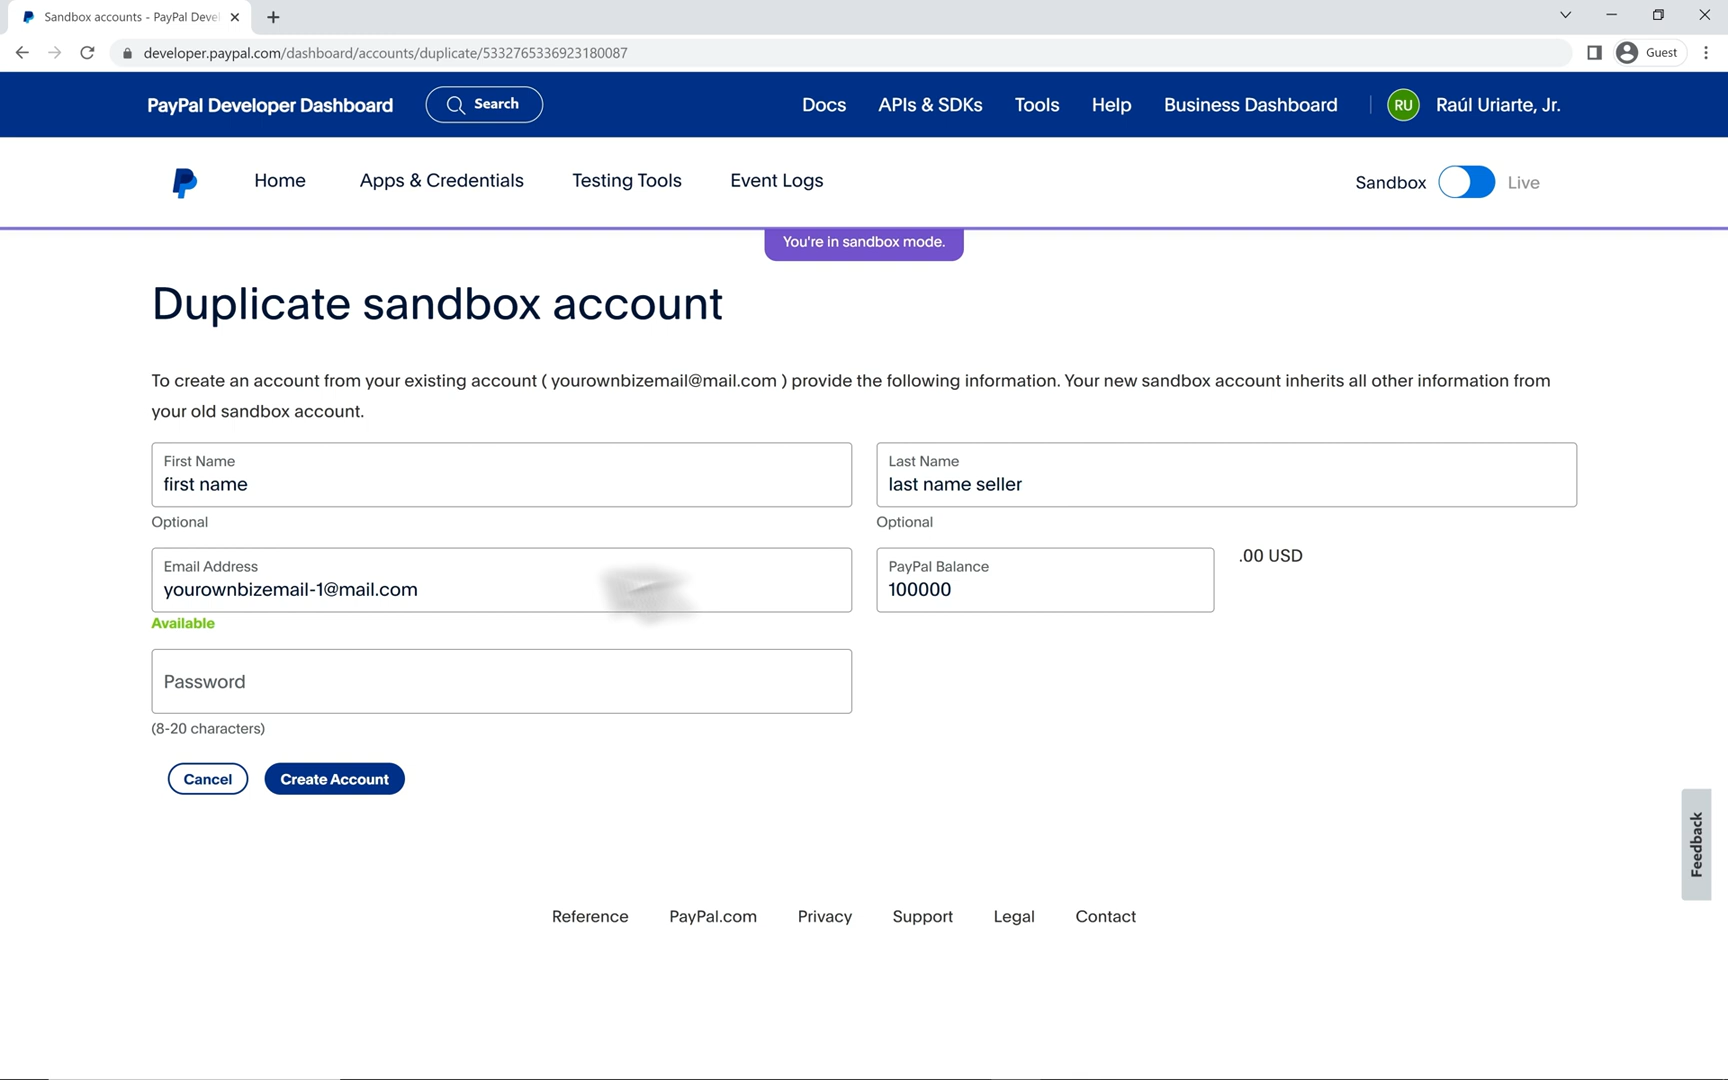 Sandbox accounts - PayPal Deve
developer.paypal.com/dashboard/accounts/duplicate/5332765336923180087
Guest
PayPal Developer Dashboard
Search
Docs
APIs & SDKs
Tools
Help
Business Dashboard
RU
Raúl Uriarte, Jr.
Home
Apps & Credentials
Testing Tools
Event Logs
Sandbox
Live
You're in sandbox mode.
Duplicate sandbox account
To create an account from your existing account ( yourownbizemail@mail.com ) provide the following information. Your new sandbox account inherits all other information from
your old sandbox account.
First Name
first name
Optional
Last Name
last name seller
Optional
Email Address
yourownbizemail-1@mail.com
Available
PayPal Balance
100000
.00 USD
Password
(8-20 characters)
Cancel
Create Account
Feedback
Reference
PayPal.com
Privacy
Support
Legal
Contact